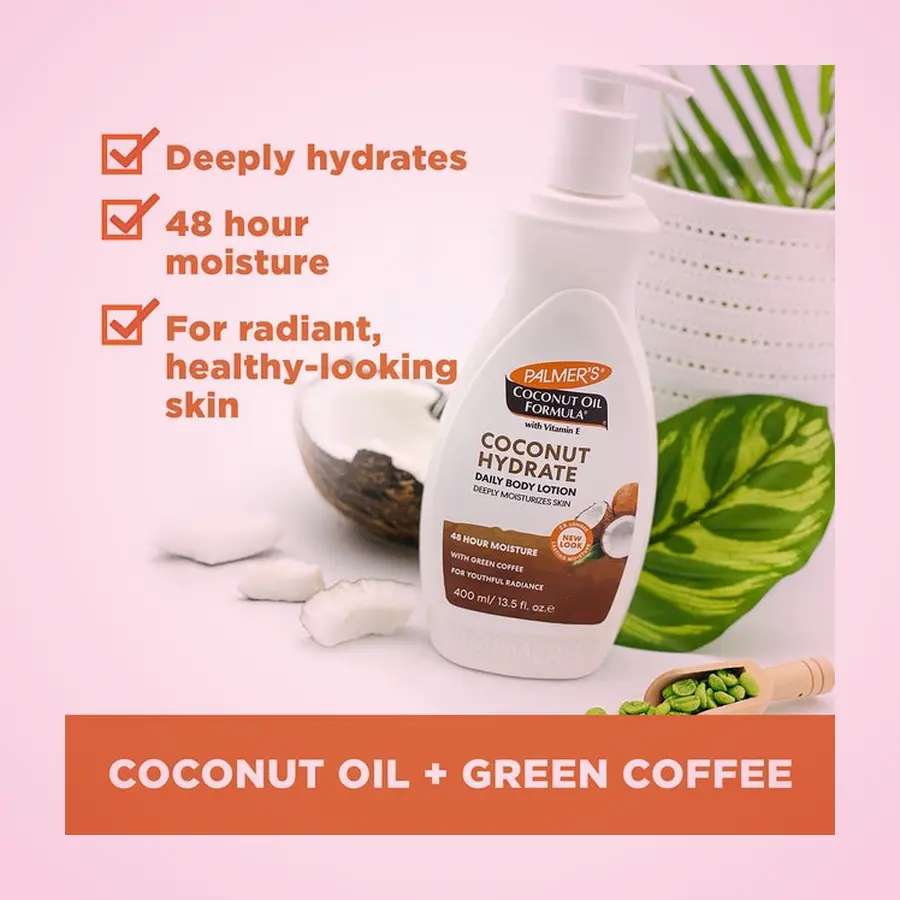 Deeply hydrates
48 hour
moisture
For radiant,
healthy-looking
skin
PALMER'S®
COCONUT OIL
FORMULA®
with Vitamin E
COCONUT
HYDRATE
DAILY BODY LOTION
DEEPLY MOISTURIZES SKIN
NEW
LOOK
48 HOUR MOISTURE
WITH GREEN COFFEE
FOR YOUTHFUL RADIANCE
400 ml/ 13.5 fl. oz.℮
PALMER'S
COCONUT OIL + GREEN COFFEE